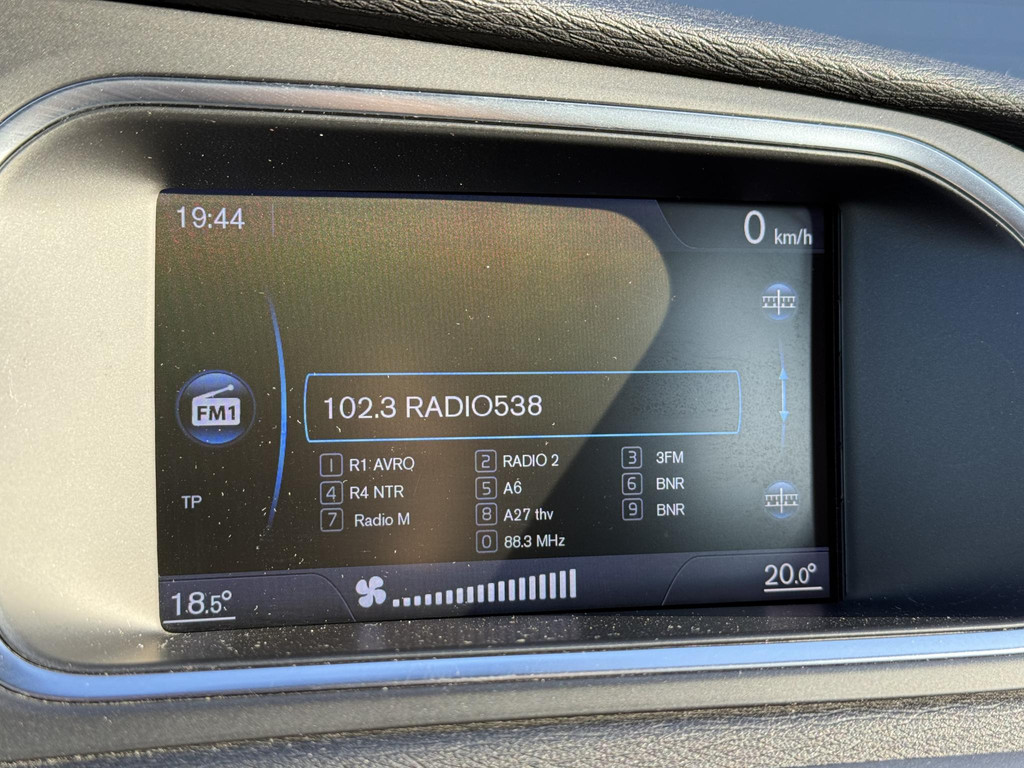 19:44
0 km/h
FM1
102.3 RADIO538
1 R1 AVRO 2 RADIO 2 3 3FM
4 R4 NTR 5 A6 6 BNR
TP
7 Radio M 8 A27 thv 9 BNR
0 88.3 MHz
18.5° 20.0°